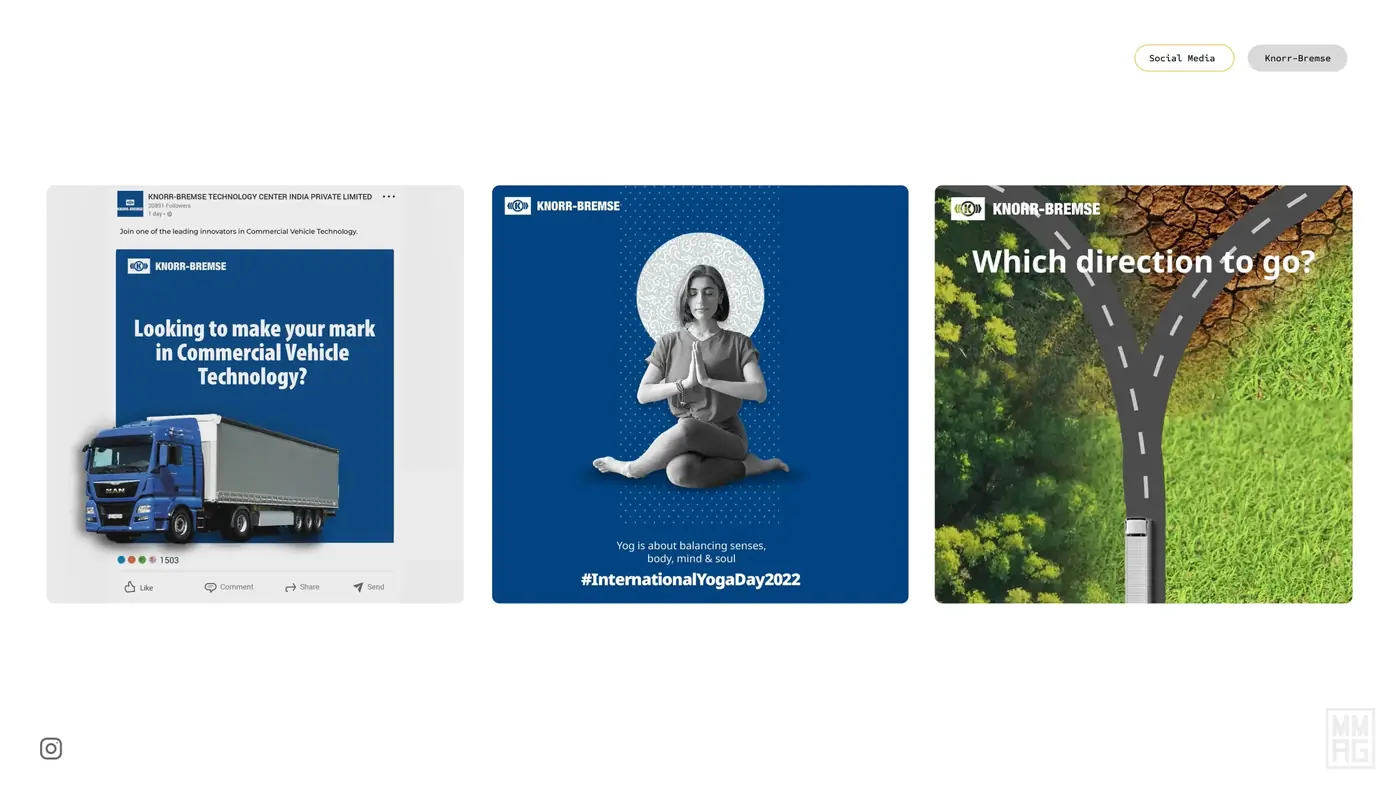 Social Media
Knorr-Bremse
KNORR-BREMSE TECHNOLOGY CENTER INDIA PRIVATE LIMITED
20891 Followers
1 day
Join one of the leading innovators in Commercial Vehicle Technology.
KNORR-BREMSE
Looking to make your mark
in Commercial Vehicle
Technology?
MAN
1503
Like
Comment
Share
Send
KNORR-BREMSE
Yog is about balancing senses,
body, mind & soul
#InternationalYogaDay2022
KNORR-BREMSE
Which direction to go?
MM
AG